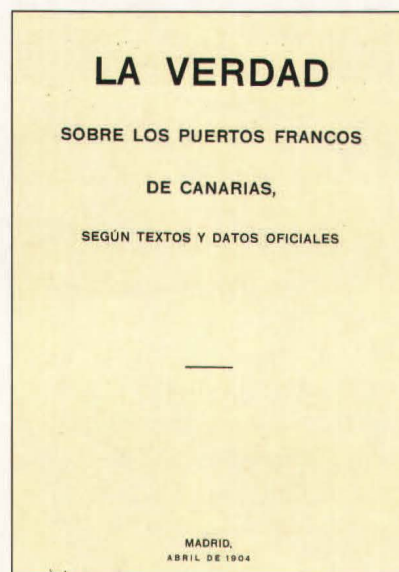 LA VERDAD
SOBRE LOS PUERTOS FRANCOS
DE CANARIAS,
SEGÚN TEXTOS Y DATOS OFICIALES
MADRID,
ABRIL DE 1904